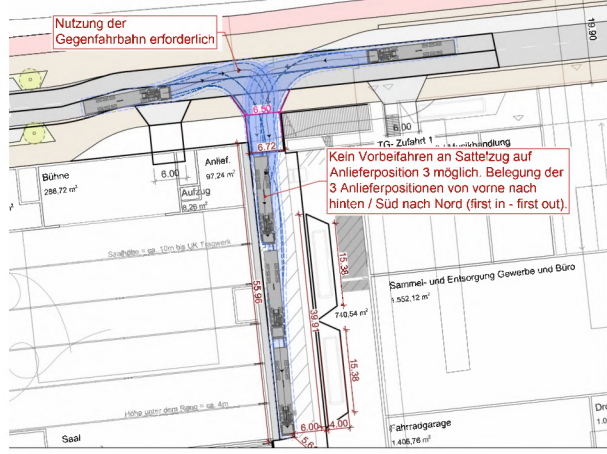 Nutzung der
Gegenfahrbahn erforderlich
19.90
6.50
6.72
6.00
TG- Zufahrt 1
Musikhandlung
Kein Vorbeifahren an Sattelzug auf
Anlieferposition 3 möglich. Belegung der
3 Anlieferpositionen von vorne nach
hinten / Süd nach Nord (first in - first out).
Bühne
286,72 m²
6.00
Anlief.
97,24 m²
Aufzug
8,26 m²
Saalhöhe = ca. 10m bei UK Tragwerk
55.96
39.91
15.38
Sammel- und Entsorgung Gewerbe und Büro
1.552,12 m²
740,54 m²
15.38
Höhe unter dem Rang = ca. 4m
Saal
6.00
4.00
Fahrradgarage
1.406,76 m²